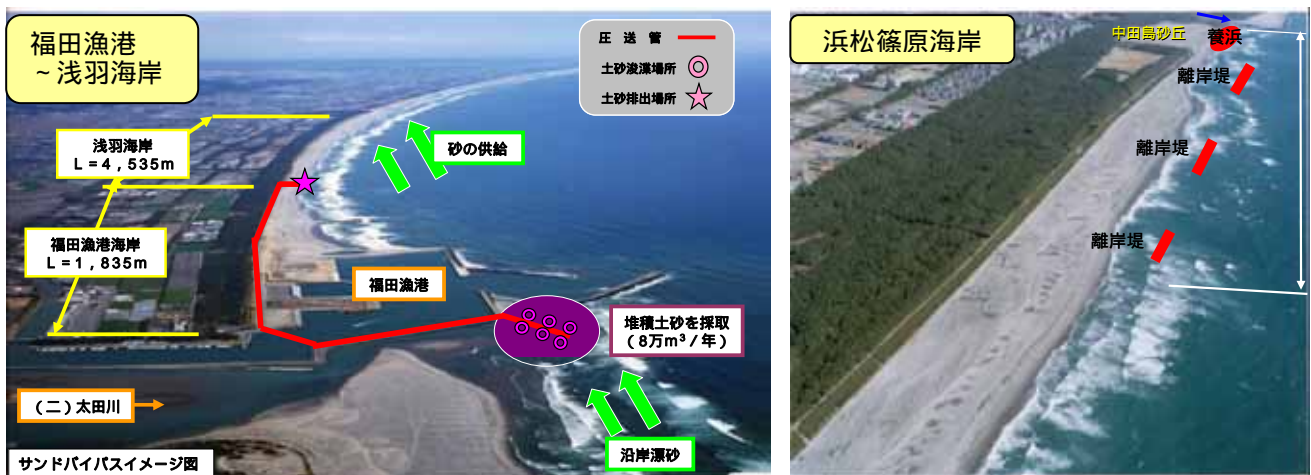 福田漁港
~浅羽海岸
圧送管
土砂浚渫場所
土砂排出場所
浅羽海岸
L=4,535m
砂の供給
福田漁港海岸
L=1,835m
福田漁港
堆積土砂を採取
(8万m³/年)
(二)太田川
沿岸漂砂
サンドバイパスイメージ図
浜松篠原海岸
中田島砂丘
養浜
離岸堤
離岸堤
離岸堤